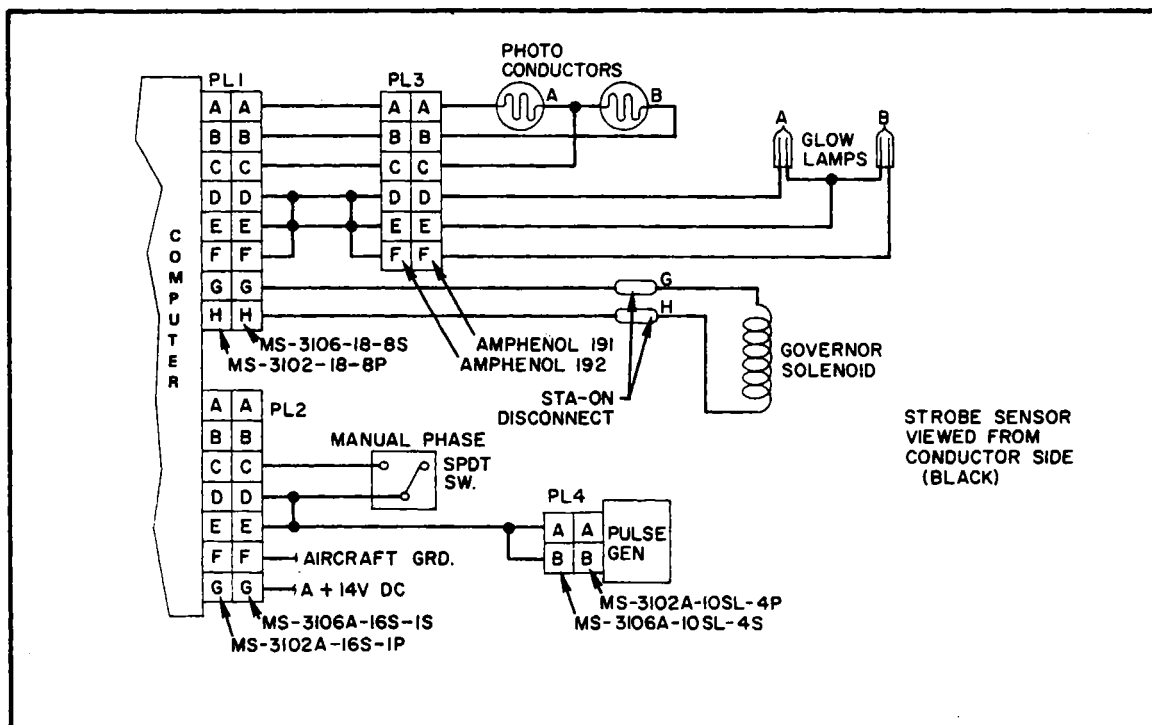 PHOTO
CONDUCTORS
PL1
PL3
A A
A A
A
B
B B
B B
C C
C C
D D
D D
E E
E E
F F
F F
G G
H H
A
B
GLOW
LAMPS
G
H
COMPUTER
MS-3106-18-8S
MS-3102-18-8P
AMPHENOL 191
AMPHENOL 192
GOVERNOR
SOLENOID
STA-ON
DISCONNECT
STROBE SENSOR
VIEWED FROM
CONDUCTOR SIDE
(BLACK)
PL2
A A
B B
C C
D D
E E
F F
G G
MANUAL PHASE
SPDT
SW.
PL4
A A
B B
PULSE
GEN
AIRCRAFT GRD.
A + 14V DC
MS-3102A-10SL-4P
MS-3106A-10SL-4S
MS-3106A-16S-1S
MS-3102A-16S-1P